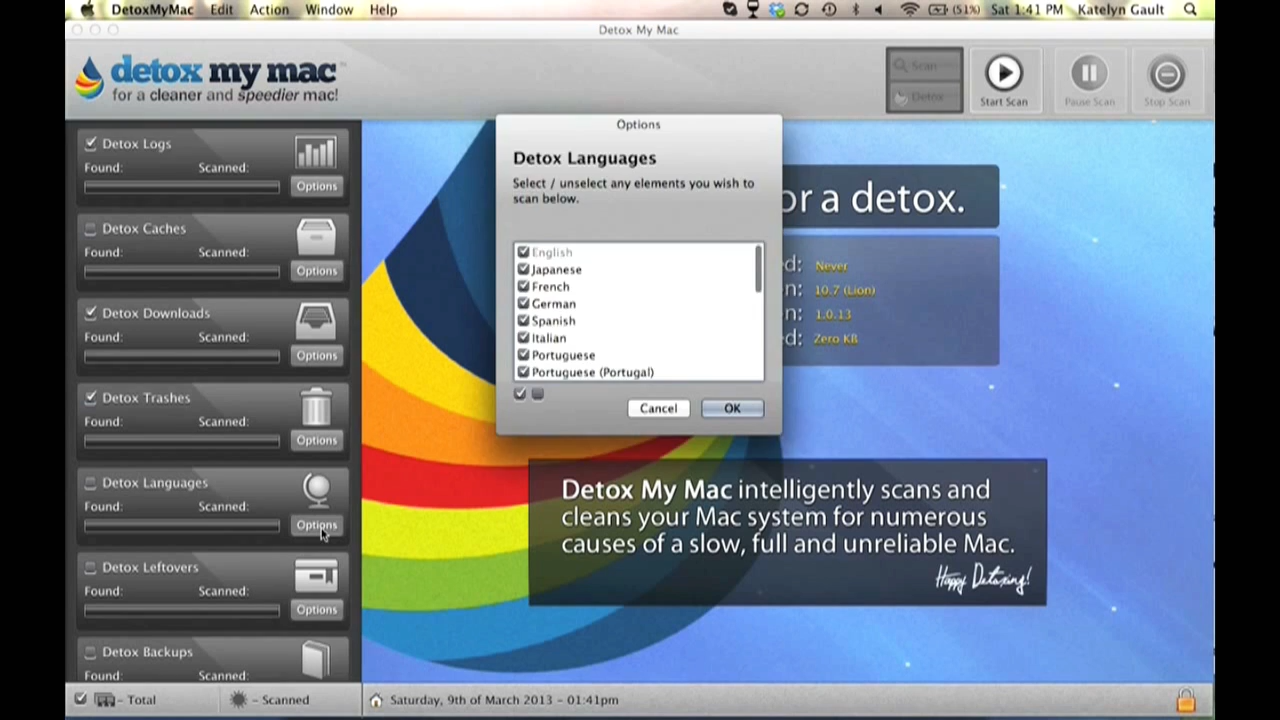 DetoxMyMac Edit Action Window Help (51%) Sat 1:41 PM Katelyn Gault
Detox My Mac
detox my mac™
for a cleaner and speedier mac!
Scan
Detox
Start Scan
Pause Scan
Stop Scan
Detox Logs
Found: Scanned:
Options
Detox Caches
Found: Scanned:
Options
Detox Downloads
Found: Scanned:
Options
Detox Trashes
Found: Scanned:
Options
Detox Languages
Found: Scanned:
Options
Detox Leftovers
Found: Scanned:
Options
Detox Backups
Found: Scanned:
Options
Detox Languages
Select / unselect any elements you wish to
scan below.
English
Japanese
French
German
Spanish
Italian
Portuguese
Portuguese (Portugal)
Cancel OK
or a detox.
d: Never
n: 10.7 (Lion)
: 1.0.13
d: Zero KB
Detox My Mac intelligently scans and
cleans your Mac system for numerous
causes of a slow, full and unreliable Mac.
Happy Detoxing!
– Total – Scanned
Saturday, 9th of March 2013 – 01:41pm